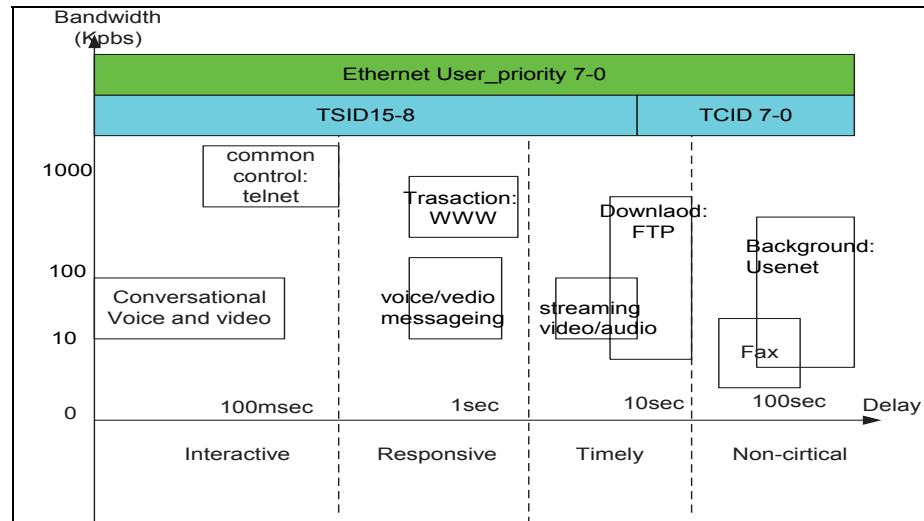 Bandwidth
(Kpbs)
Ethernet User_priority 7-0
TSID15-8
TCID 7-0
1000
common
control:
telnet
Trasaction:
WWW
Downlaod:
FTP
Background:
Usenet
100
Conversational
Voice and video
voice/vedio
messageing
streaming
video/audio
10
Fax
0
100msec
1sec
10sec
100sec
Delay
Interactive
Responsive
Timely
Non-cirtical